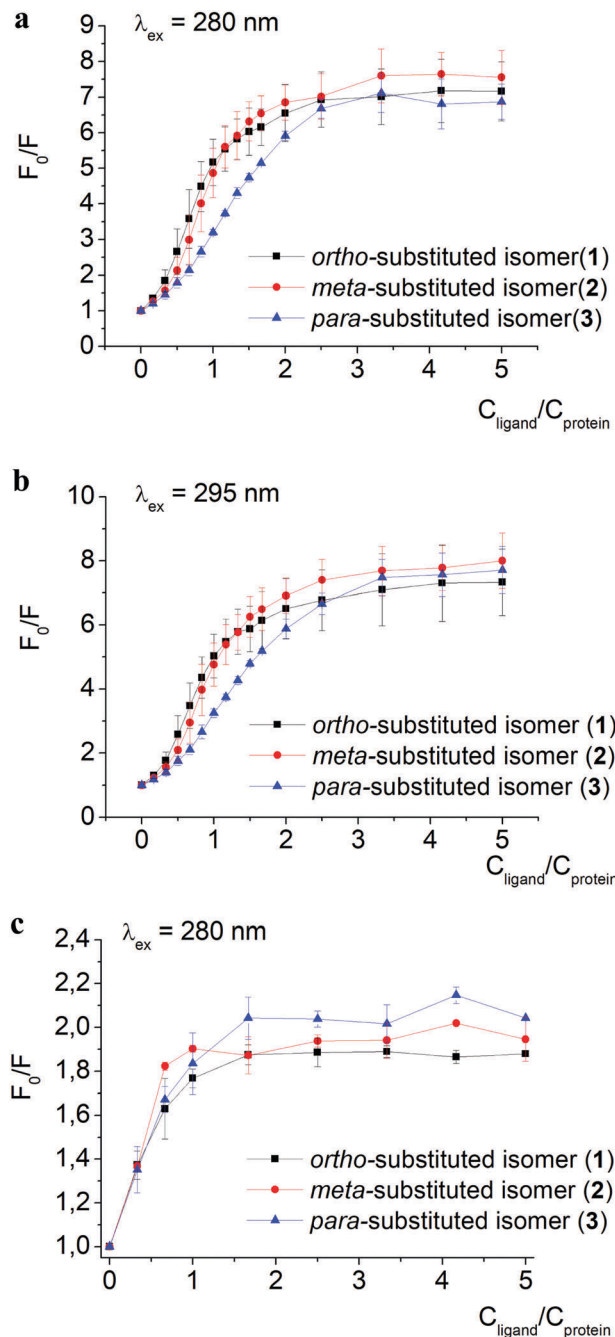 a
λex = 280 nm
9
8
7
6
5
4
3
2
1
0
F0/F
ortho-substituted isomer(1)
meta-substituted isomer(2)
para-substituted isomer(3)
0 1 2 3 4 5
Cligand/Cprotein
b
λex = 295 nm
10
8
6
4
2
0
F0/F
ortho-substituted isomer (1)
meta-substituted isomer (2)
para-substituted isomer (3)
0 1 2 3 4 5
Cligand/Cprotein
c
λex = 280 nm
2,4
2,2
2,0
1,8
1,6
1,4
1,2
1,0
F0/F
ortho-substituted isomer (1)
meta-substituted isomer (2)
para-substituted isomer (3)
0 1 2 3 4 5
Cligand/Cprotein